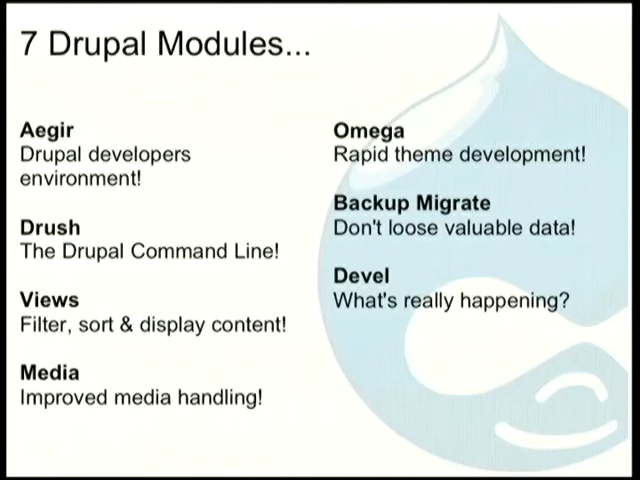 7 Drupal Modules...
Aegir
Drupal developers
environment!
Drush
The Drupal Command Line!
Views
Filter, sort & display content!
Media
Improved media handling!
Omega
Rapid theme development!
Backup Migrate
Don't loose valuable data!
Devel
What's really happening?